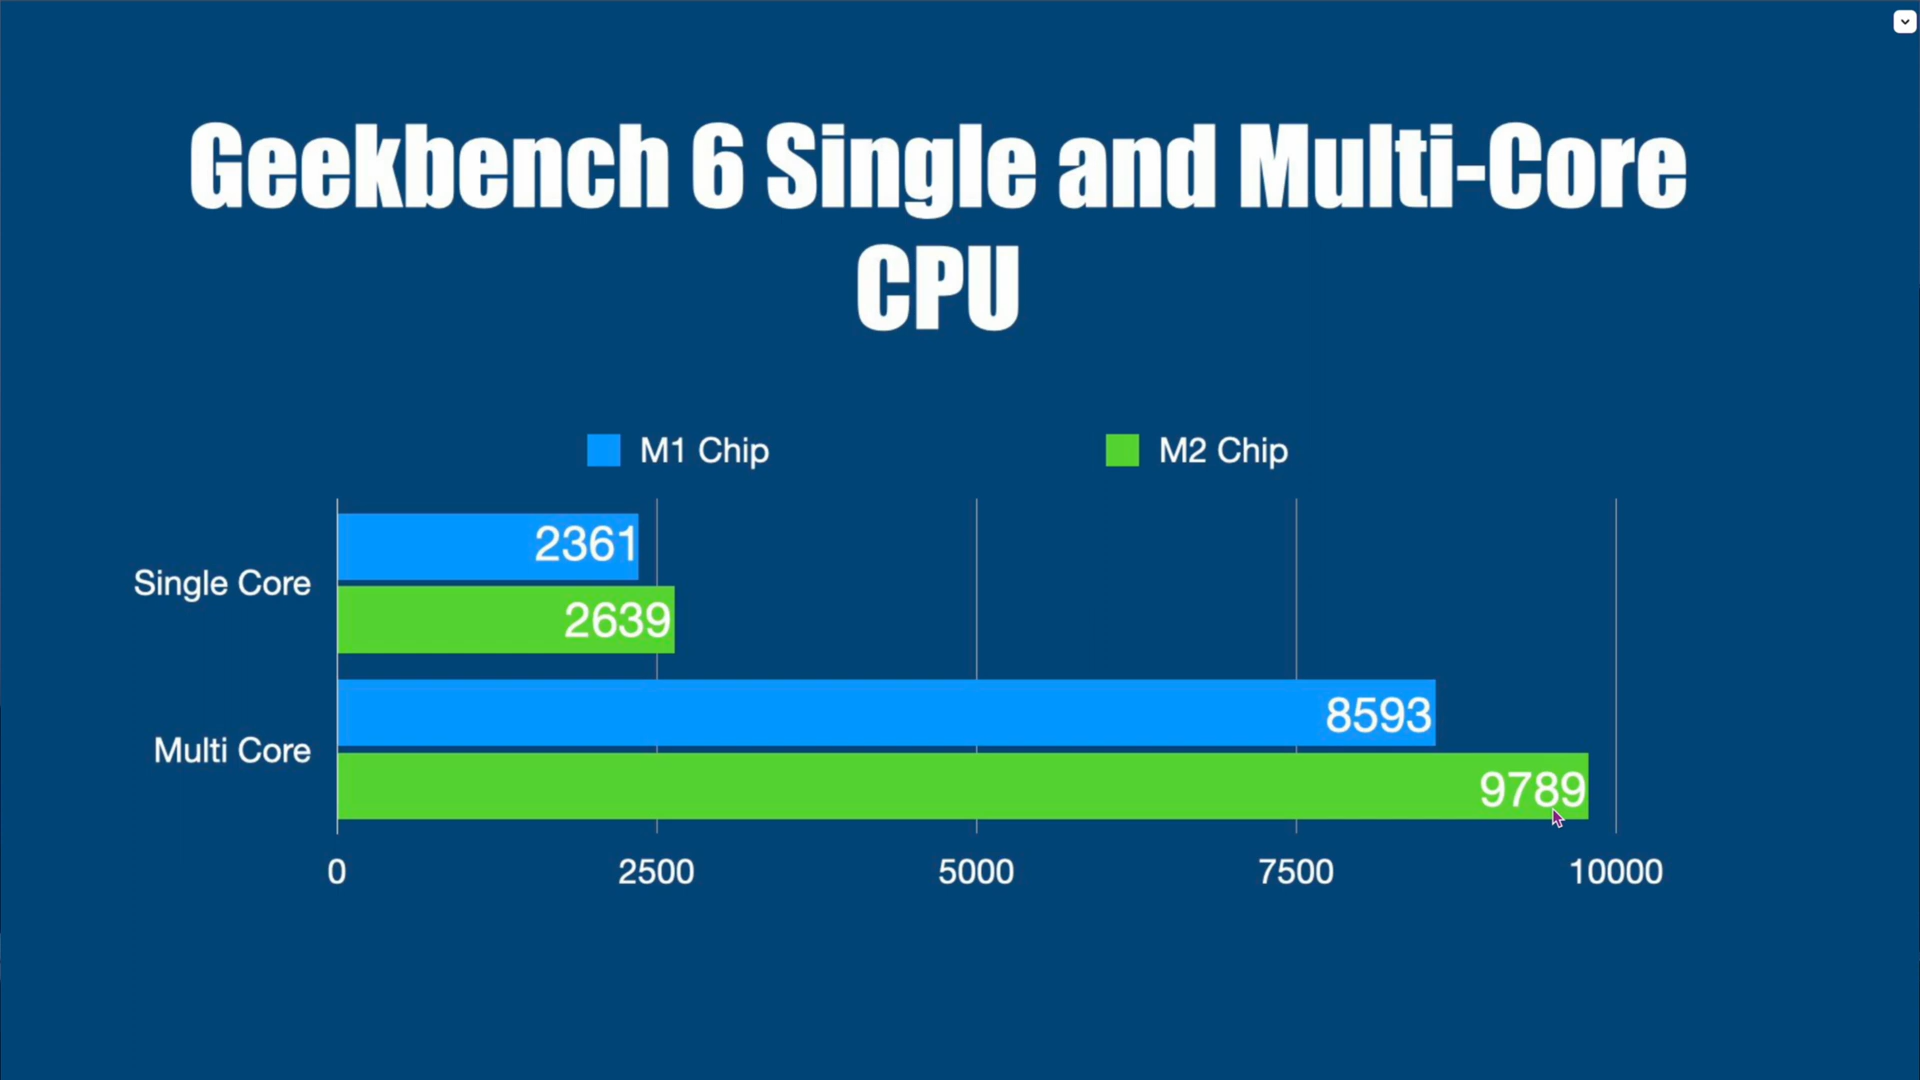 Geekbench 6 Single and Multi-Core
CPU
M1 Chip
M2 Chip
2361
Single Core
2639
8593
Multi Core
9789
0
2500
5000
7500
10000